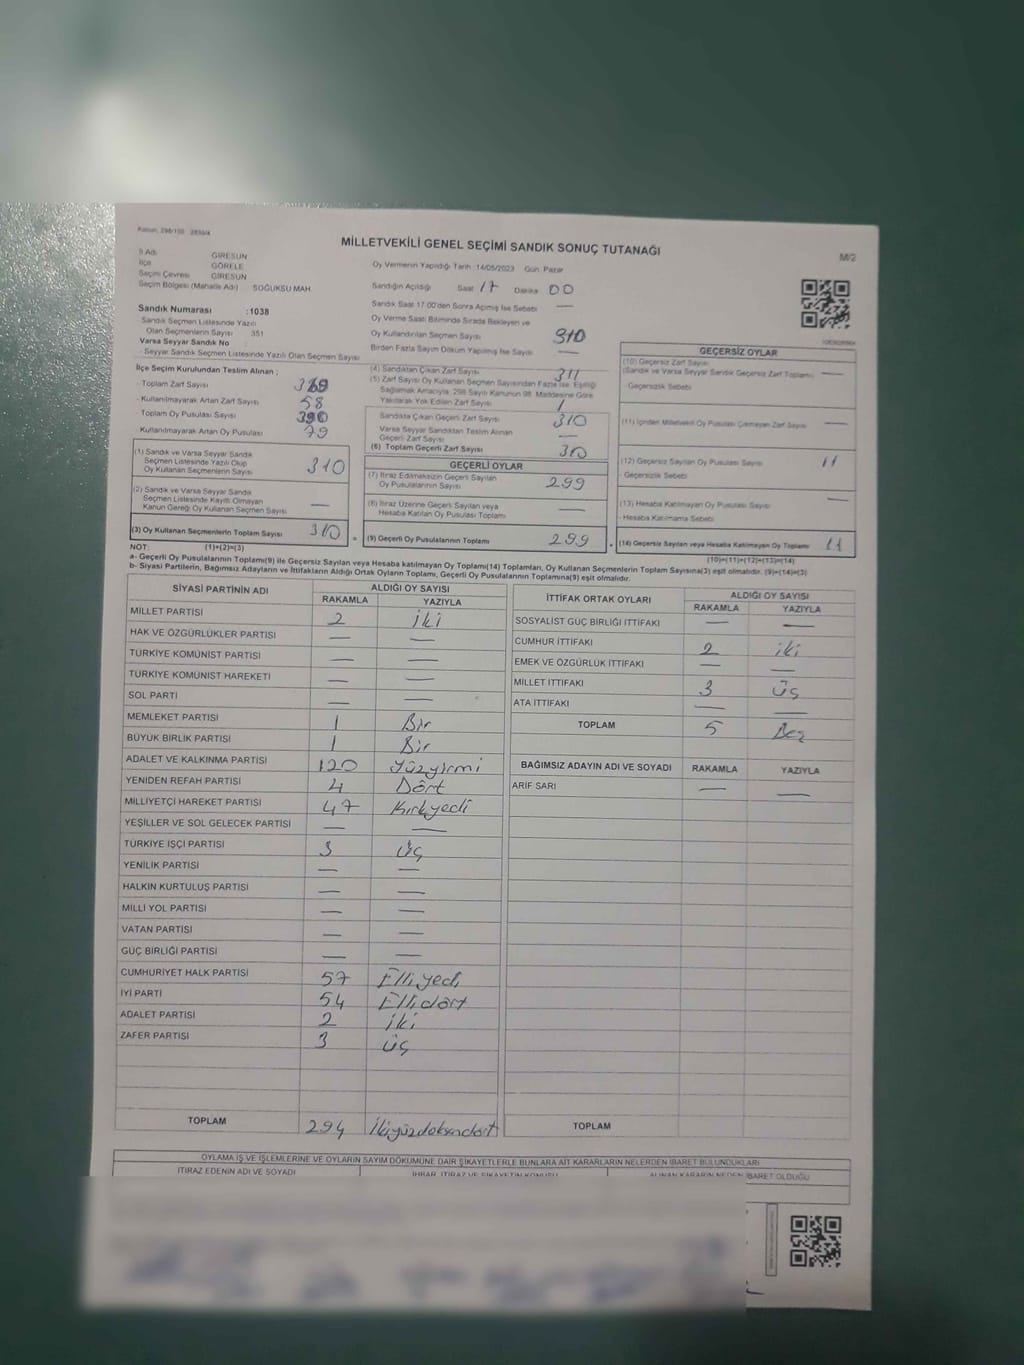 Kanun: 298/105 2839/4
MİLLETVEKİLİ GENEL SEÇİMİ SANDIK SONUÇ TUTANAĞI
M/2
İl Adı GİRESUN
İlçe GÖRELE
Seçim Çevresi GİRESUN
Seçim Bölgesi (Mahalle Adı) SOĞUKSU MAH.
Oy Vermenin Yapıldığı Tarih 14/05/2023 Gün Pazar
Sandığın Açıldığı Saat 17 Dakika 00
Sandık Saat 17:00'den Sonra Açılmış İse Sebebi —
Oy Verme Saati Bitiminde Sırada Bekleyen ve
Oy Kullandırılan Seçmen Sayısı 310
Birden Fazla Sayım Döküm Yapılmış İse Sayısı —
Sandık Numarası :1038
Sandık Seçmen Listesinde Yazılı
Olan Seçmenlerin Sayısı 351
Varsa Seyyar Sandık No
- Seyyar Sandık Seçmen Listesinde Yazılı Olan Seçmen Sayısı
İlçe Seçim Kurulundan Teslim Alınan ;
- Toplam Zarf Sayısı
- Kullanılmayarak Artan Zarf Sayısı 58
Toplam Oy Pusulası Sayısı
- Kullanılmayarak Artan Oy Pusulası 79
(1) Sandık ve Varsa Seyyar Sandık
Seçmen Listesinde Yazılı Olup
Oy Kullanan Seçmenlerin Sayısı 310
(2) Sandık ve Varsa Seyyar Sandık
Seçmen Listesinde Kayıtlı Olmayan
Kanun Gereği Oy Kullanan Seçmen Sayısı —
(3) Oy Kullanan Seçmenlerin Toplam Sayısı 310
(4) Sandıktan Çıkan Zarf Sayısı 311
(5) Zarf Sayısı Oy Kullanan Seçmen Sayısından Fazla İse, Eşitliği
Sağlamak Amacıyla, 298 Sayılı Kanunun 98. Maddesine Göre
Yakılarak Yok Edilen Zarf Sayısı 1
Sandıkta Çıkan Geçerli Zarf Sayısı 310
Varsa Seyyar Sandıktan Teslim Alınan
Geçerli Zarf Sayısı —
(6) Toplam Geçerli Zarf Sayısı 310
GEÇERLİ OYLAR
(7) İtiraz Edilmeksizin Geçerli Sayılan
Oy Pusulalarının Sayısı 299
(8) İtiraz Üzerine Geçerli Sayılan veya
Hesaba Katılan Oy Pusulası Toplamı —
= (9) Geçerli Oy Pusulalarının Toplamı 299
GEÇERSİZ OYLAR
(10) Geçersiz Zarf Sayısı
(Sandık ve Varsa Seyyar Sandık Geçersiz Zarf Toplamı) —
- Geçersizlik Sebebi
(11) İçinden Milletvekili Oy Pusulası Çıkmayan Zarf Sayısı —
(12) Geçersiz Sayılan Oy Pusulası Sayısı 11
- Geçersizlik Sebebi
(13) Hesaba Katılmayan Oy Pusulası Sayısı —
- Hesaba Katılmama Sebebi
+ (14) Geçersiz Sayılan veya Hesaba Katılmayan Oy Toplamı 11
NOT: (1)+(2)=(3)
(10)+(11)+(12)+(13)=(14)
a- Geçerli Oy Pusulalarının Toplamı(9) ile Geçersiz Sayılan veya Hesaba katılmayan Oy Toplamı(14) Toplamları, Oy Kullanan Seçmenlerin Toplam Sayısına(3) eşit olmalıdır. (9)+(14)=(3)
b- Siyasi Partilerin, Bağımsız Adayların ve İttifakların Aldığı Ortak Oyların Toplamı, Geçerli Oy Pusulalarının Toplamına(9) eşit olmalıdır.
SİYASİ PARTİNİN ADI ALDIĞI OY SAYISI
RAKAMLA YAZIYLA
MİLLET PARTİSİ 2 iki
HAK VE ÖZGÜRLÜKLER PARTİSİ — —
TÜRKİYE KOMÜNİST PARTİSİ — —
TÜRKİYE KOMÜNİST HAREKETİ — —
SOL PARTİ — —
MEMLEKET PARTİSİ 1 Bir
BÜYÜK BİRLİK PARTİSİ 1 Bir
ADALET VE KALKINMA PARTİSİ 120 Yüzyirmi
YENİDEN REFAH PARTİSİ 4 Dört
MİLLİYETÇİ HAREKET PARTİSİ 47 Kırkyedi
YEŞİLLER VE SOL GELECEK PARTİSİ — —
TÜRKİYE İŞÇİ PARTİSİ 3 Üç
YENİLİK PARTİSİ — —
HALKIN KURTULUŞ PARTİSİ — —
MİLLİ YOL PARTİSİ — —
VATAN PARTİSİ — —
GÜÇ BİRLİĞİ PARTİSİ — —
CUMHURİYET HALK PARTİSİ 57 Elliyedi
İYİ PARTİ 54 Ellidört
ADALET PARTİSİ 2 iki
ZAFER PARTİSİ 3 üç
TOPLAM 294 İkiyüzdoksandört
İTTİFAK ORTAK OYLARI ALDIĞI OY SAYISI
RAKAMLA YAZIYLA
SOSYALİST GÜÇ BİRLİĞİ İTTİFAKI — —
CUMHUR İTTİFAKI 2 iki
EMEK VE ÖZGÜRLÜK İTTİFAKI — —
MİLLET İTTİFAKI 3 üç
ATA İTTİFAKI — —
TOPLAM 5 Beş
BAĞIMSIZ ADAYIN ADI VE SOYADI RAKAMLA YAZIYLA
ARİF SARI — —
TOPLAM
OYLAMA İŞ VE İŞLEMLERİNE VE OYLARIN SAYIM DÖKÜMÜNE DAİR ŞİKAYETLERLE BUNLARA AİT KARARLARIN NELERDEN İBARET BULUNDUKLARI
İTİRAZ EDENİN ADI VE SOYADI İHBAR, İTİRAZ VE ŞİKAYETİN KONUSU ALINAN KARARIN NEDEN İBARET OLDUĞU